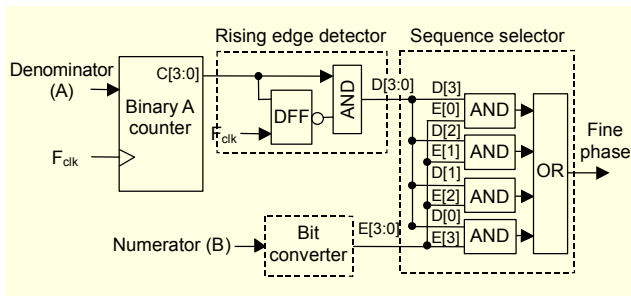 Rising edge detector
Sequence selector
Denominator
(A)
C[3:0]
Binary A
counter
F_clk
DFF
F_clk
AND
D[3:0]
D[3]
E[0]
AND
D[2]
E[1]
AND
D[1]
E[2]
AND
D[0]
E[3]
AND
OR
Fine
phase
Numerator (B)
Bit
converter
E[3:0]